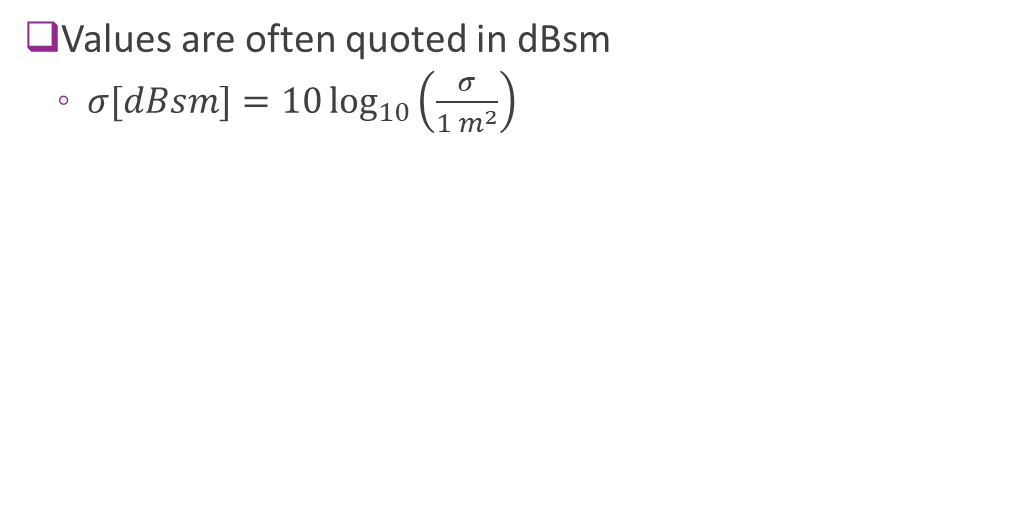 ❑Values are often quoted in dBsm
◦ σ[dBsm] = 10 log₁₀ (σ / 1 m²)